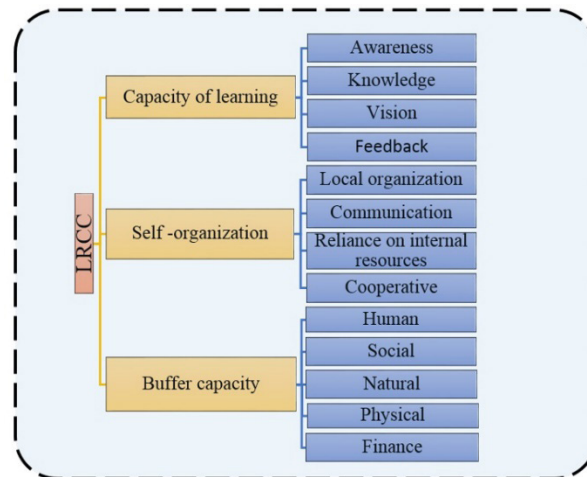 LRCC
Capacity of learning
Awareness
Knowledge
Vision
Feedback
Self -organization
Local organization
Communication
Reliance on internal
resources
Cooperative
Buffer capacity
Human
Social
Natural
Physical
Finance